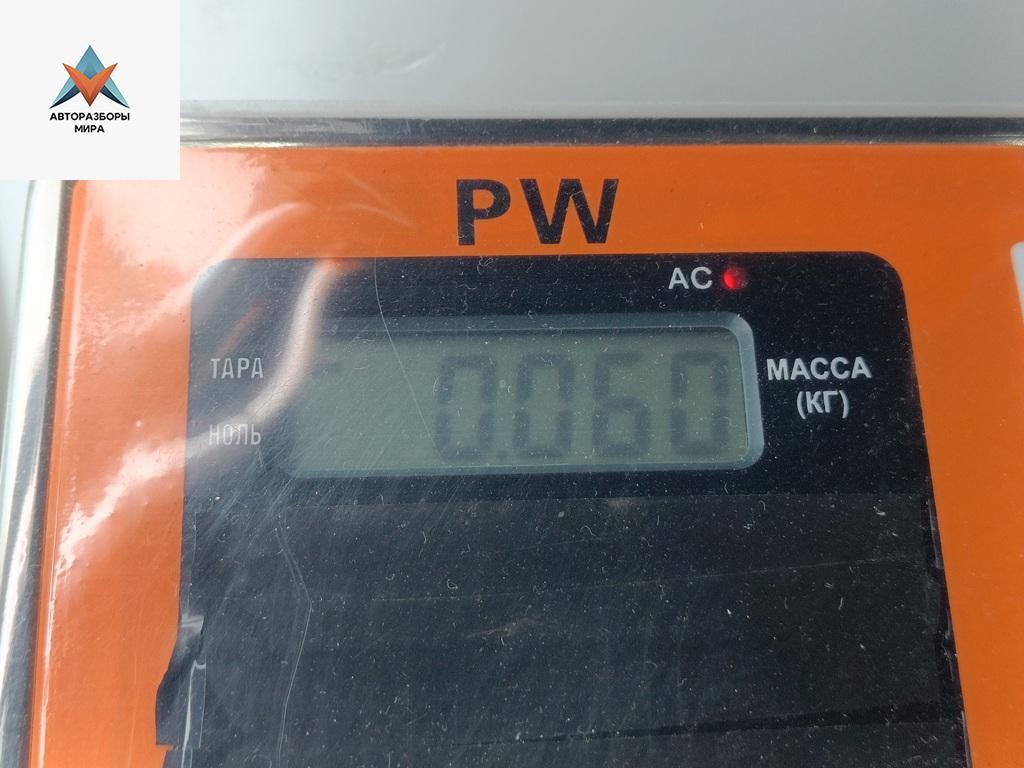 АВТОРАЗБОРЫ
МИРА
PW
AC
ТАРА
0.060
МАССА
(КГ)
НОЛЬ